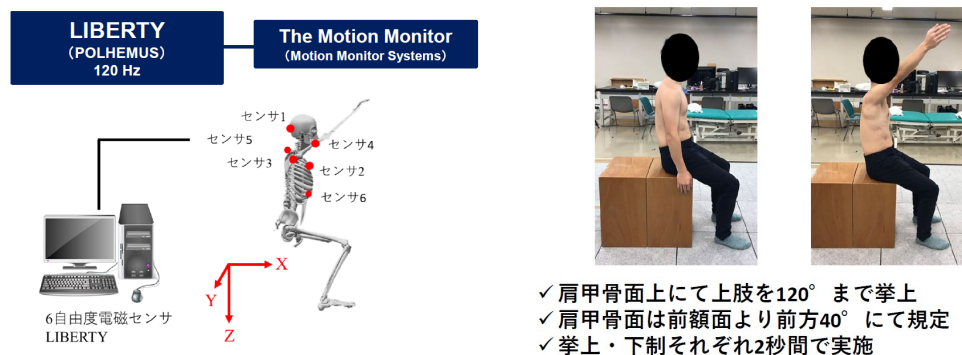 LIBERTY
(POLHEMUS)
120 Hz
The Motion Monitor
(Motion Monitor Systems)
センサ1
センサ5
センサ4
センサ3
センサ2
センサ6
X
Y
Z
6自由度電磁センサ
LIBERTY
✓肩甲骨面上にて上肢を120°まで挙上
✓肩甲骨面は前額面より前方40°にて規定
✓挙上・下制それぞれ2秒間で実施